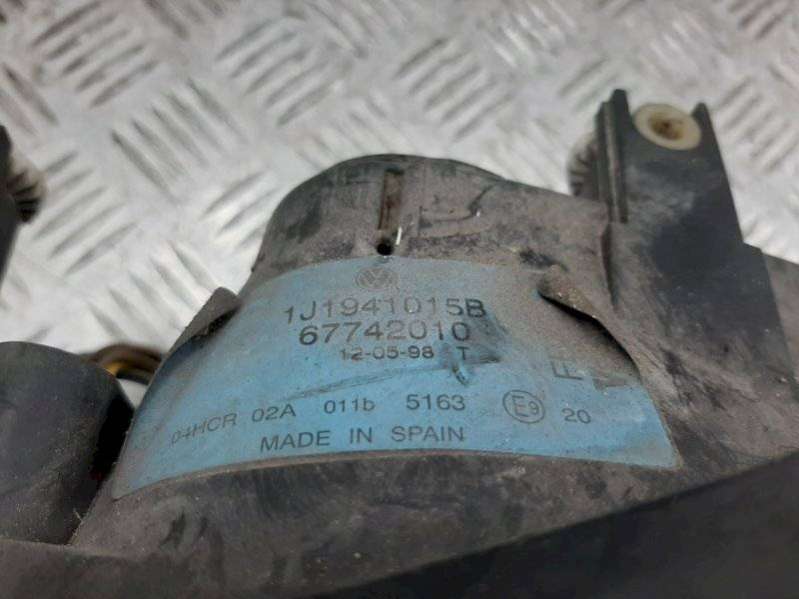 1J1941015B
67742010
12-05-98 T
04HCR 02A 011b 5163 E9 20
MADE IN SPAIN